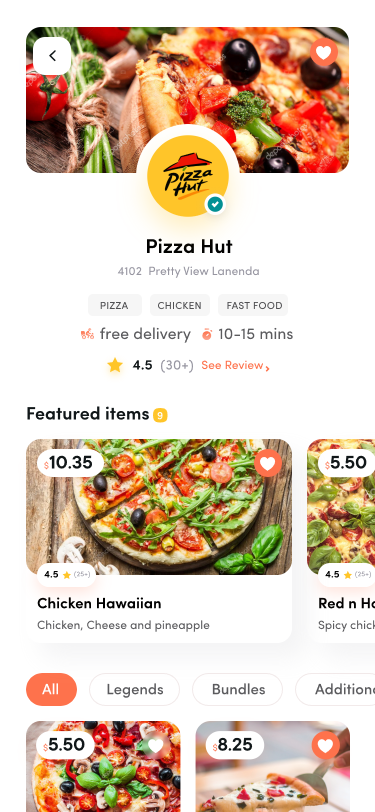 Pizza
Hut
Pizza Hut
4102 Pretty View Lanenda
PIZZA CHICKEN FAST FOOD
free delivery 10-15 mins
4.5 (30+) See Review
Featured items 9
$10.35 $5.50
4.5 (25+) 4.5 (25+)
Chicken Hawaiian Red n Ho
Chicken, Cheese and pineapple Spicy chick
All Legends Bundles Additiona
$5.50 $8.25